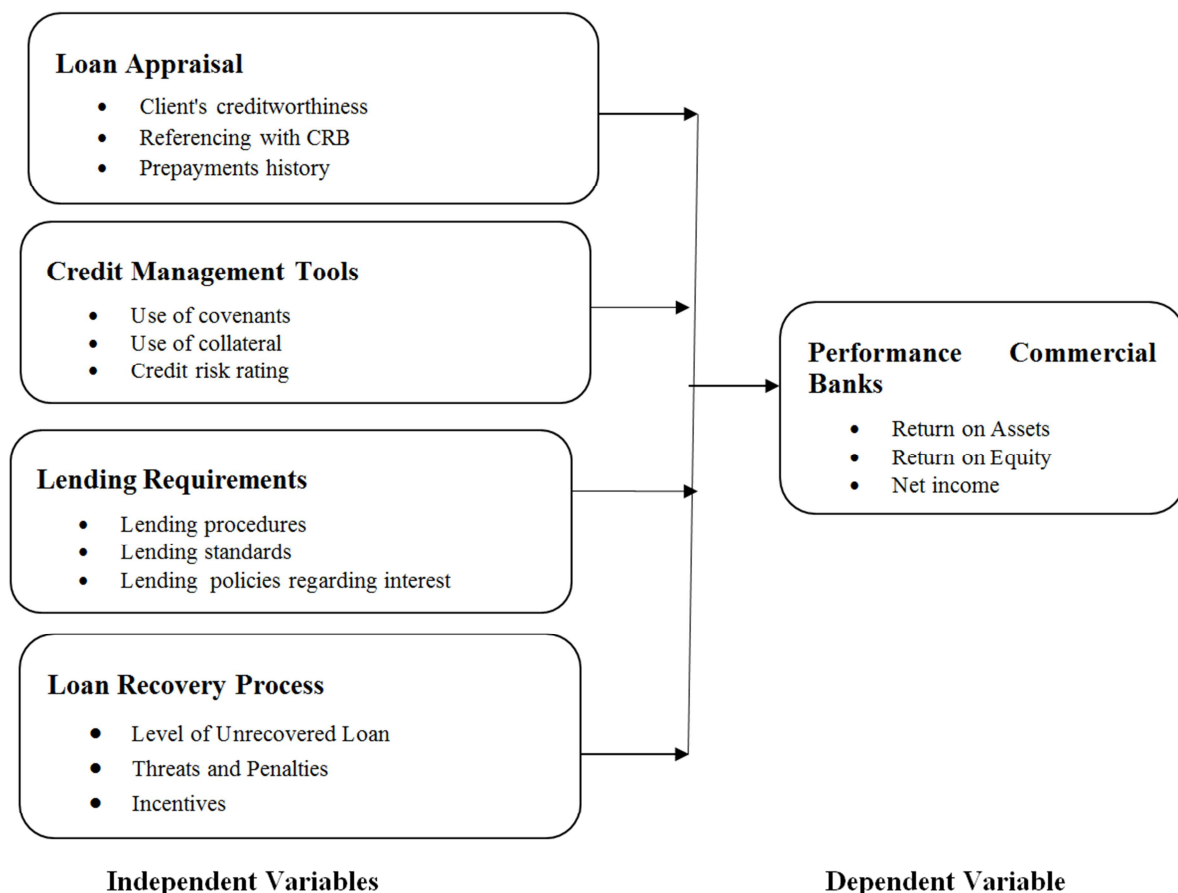 Loan Appraisal
• Client's creditworthiness
• Referencing with CRB
• Prepayments history
Credit Management Tools
• Use of covenants
• Use of collateral
• Credit risk rating
Lending Requirements
• Lending procedures
• Lending standards
• Lending policies regarding interest
Loan Recovery Process
• Level of Unrecovered Loan
• Threats and Penalties
• Incentives
Performance Commercial
Banks
• Return on Assets
• Return on Equity
• Net income
Independent Variables
Dependent Variable